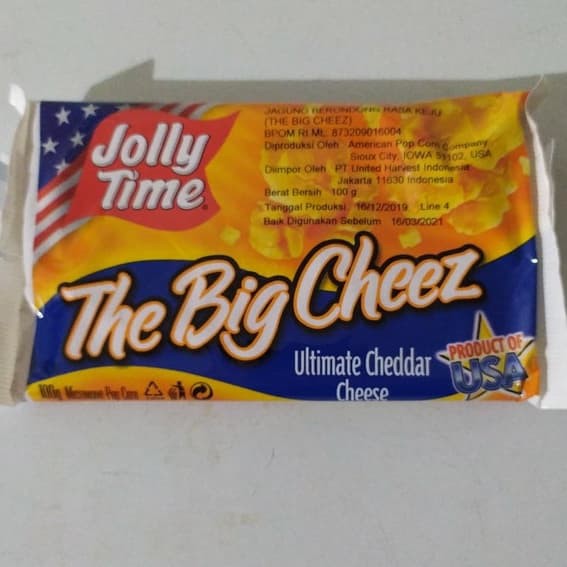 Jolly
Time®
JAGUNG BERONDONG RASA KEJU
(THE BIG CHEEZ)
BPOM RI ML. 873209016004
Diproduksi Oleh American Pop Corn Company
Sioux City, IOWA 51102, USA
Diimpor Oleh PT United Harvest Indonesia
Jakarta 11630 Indonesia
Berat Bersih 100 g
Tanggal Produksi 16/12/2019 Line 4
Baik Digunakan Sebelum 16/03/2021
The Big Cheez
Ultimate Cheddar
Cheese
PRODUCT OF
USA
100g Microwave Pop Corn